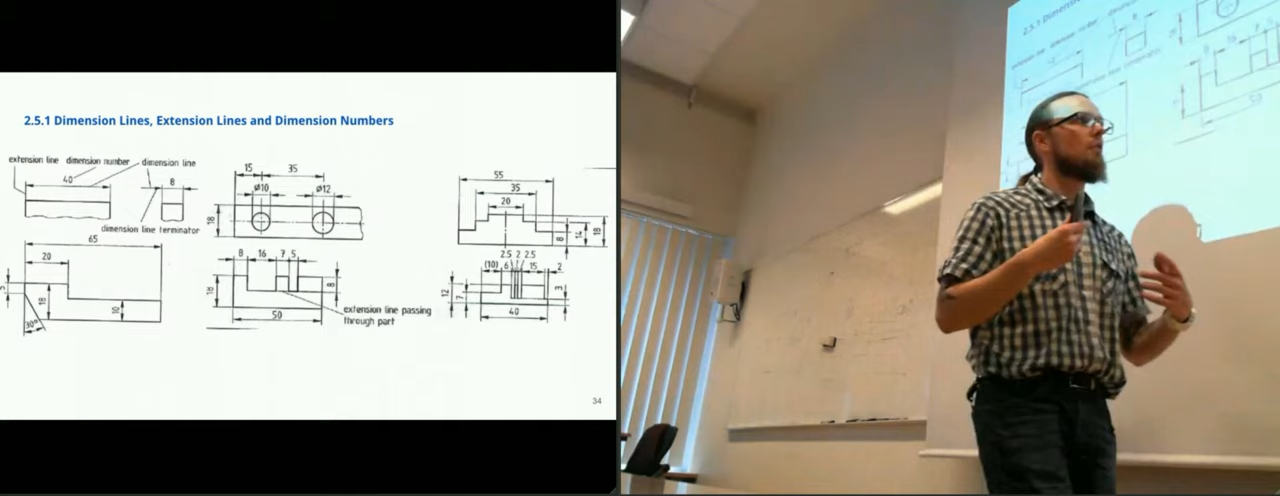 2.5.1 Dimension Lines, Extension Lines and Dimension Numbers
extension line dimension number dimension line
40 8
dimension line terminator
65
20
18
10
30°
15 35
Ø10 Ø12
18
8 16 7 5
18 8
50
extension line passing
through part
55
35
20
8 14 18
2.5 2 2.5
(10) 6 15 2
12 7 3
40
34
2.5.1 Dimen